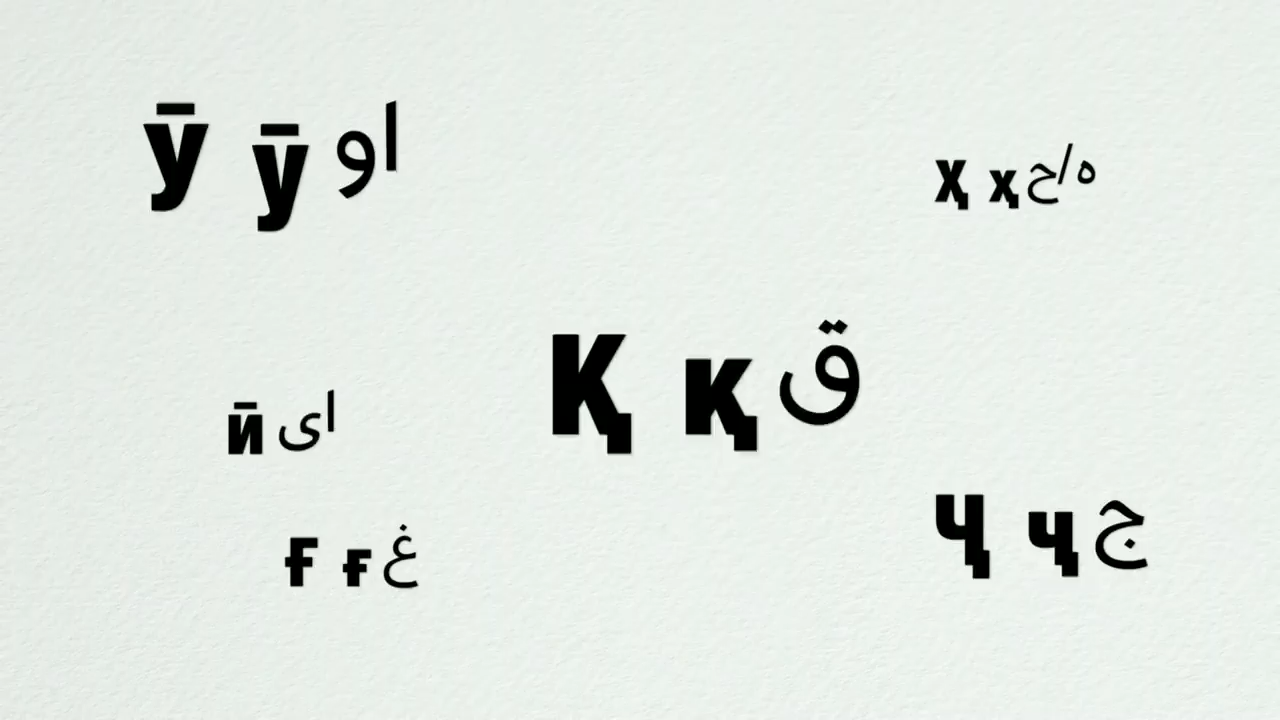 Ӯ ӯ او
Ҳ ҳ ه/ح
Қ қ ق
ӣ ای
Ғ ғ غ
Ҷ ҷ ج